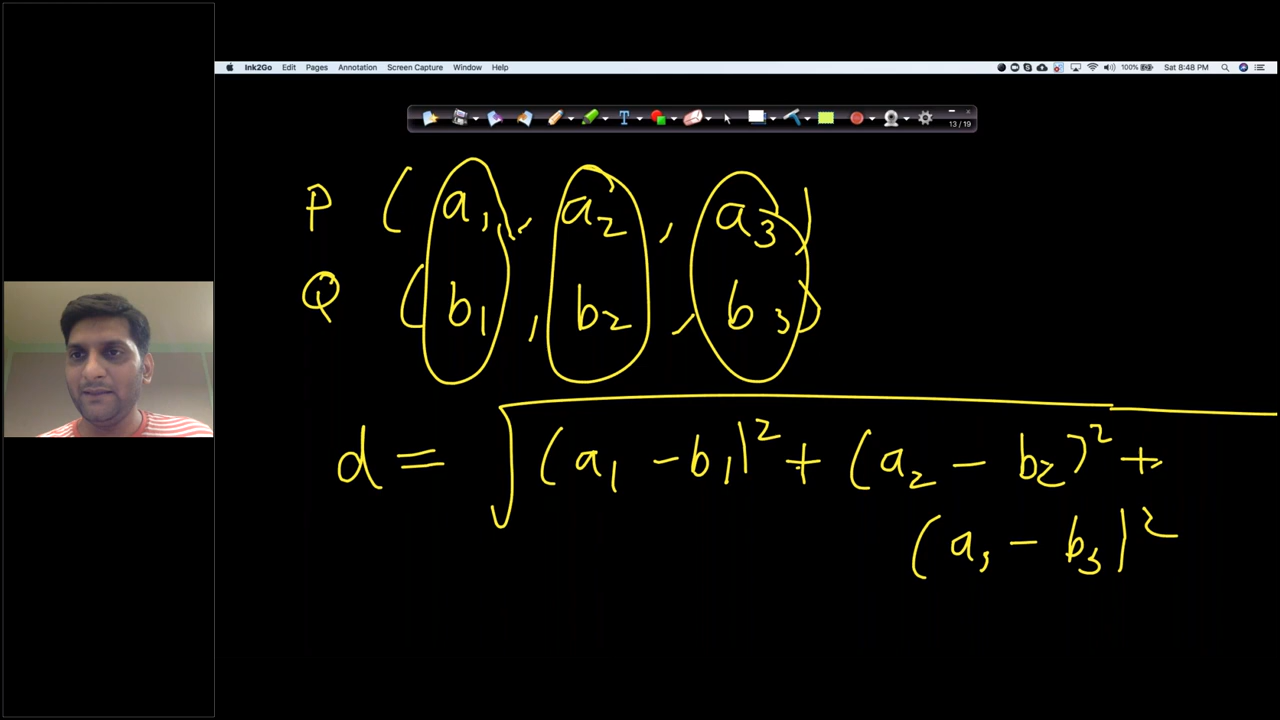 Ink2Go Edit Pages Annotation Screen Capture Window Help 100% Sat 8:48 PM
T 13 / 19
P ( a₁, a₂, a₃ )
Q ( b₁, b₂, b₃ )
d = √ (a₁ - b₁)² + (a₂ - b₂)² +
(a₃ - b₃)²